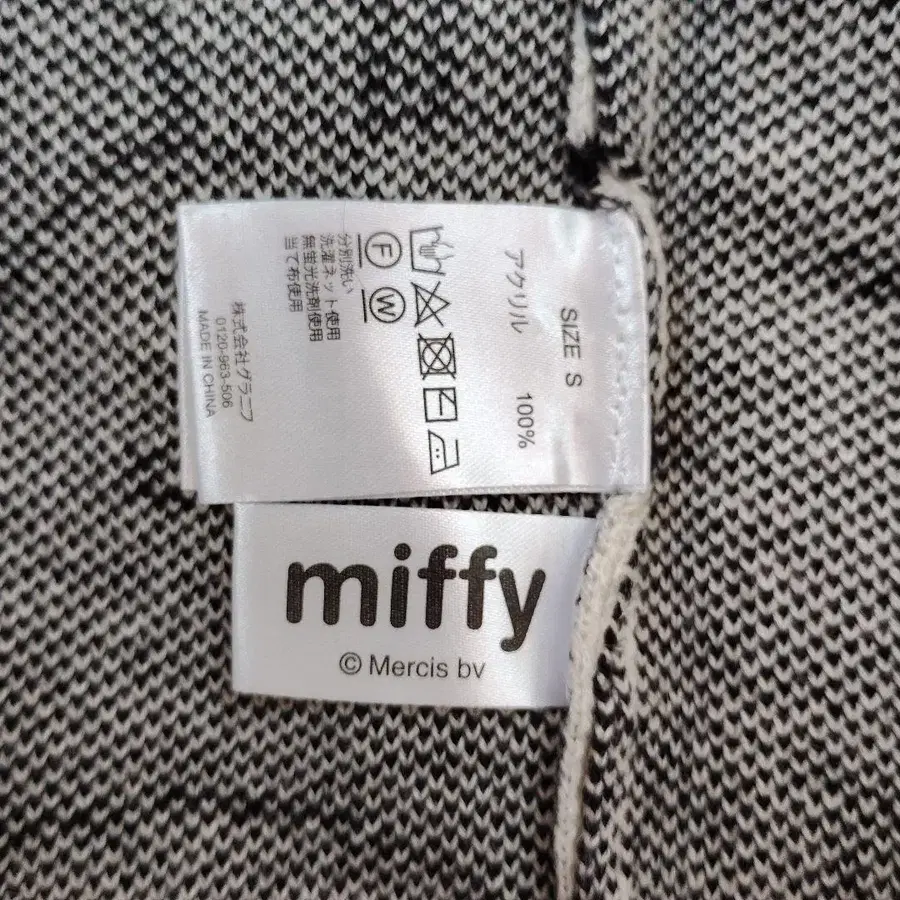 SIZE S
アクリル 100%
F W
分別洗い
洗濯ネット使用
無蛍光洗剤使用
当て布使用
株式会社グラニフ
0120-963-506
MADE IN CHINA
miffy
© Mercis bv